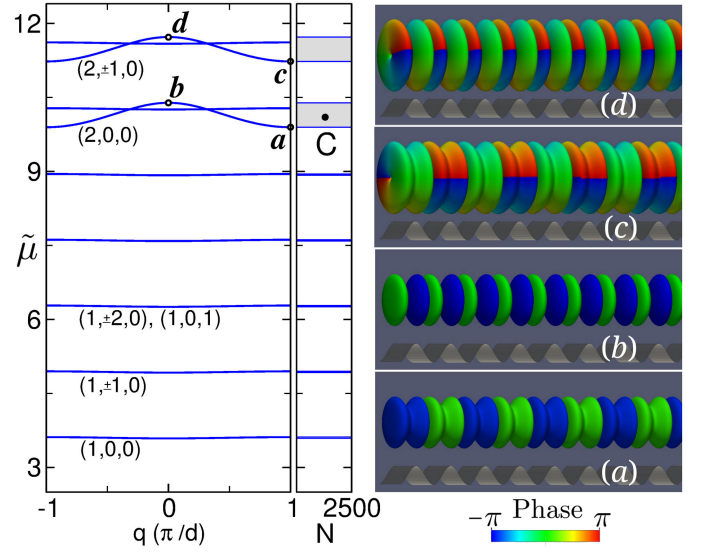 12
9
6
3
μ̃
d
(2,±1,0)
c
b
(2,0,0)
a
C
(1,±2,0), (1,0,1)
(1,±1,0)
(1,0,0)
-1 0 1 2500
q (π/d) N
(d)
(c)
(b)
(a)
Phase
−π π